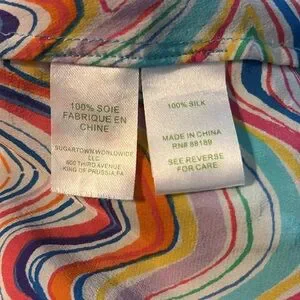 100% SOIE
FABRIQUE EN
CHINE
SUGARTOWN WORLDWIDE
LLC
800 THIRD AVENUE
KING OF PRUSSIA, PA
100% SILK
MADE IN CHINA
RN# 88189
SEE REVERSE
FOR CARE.